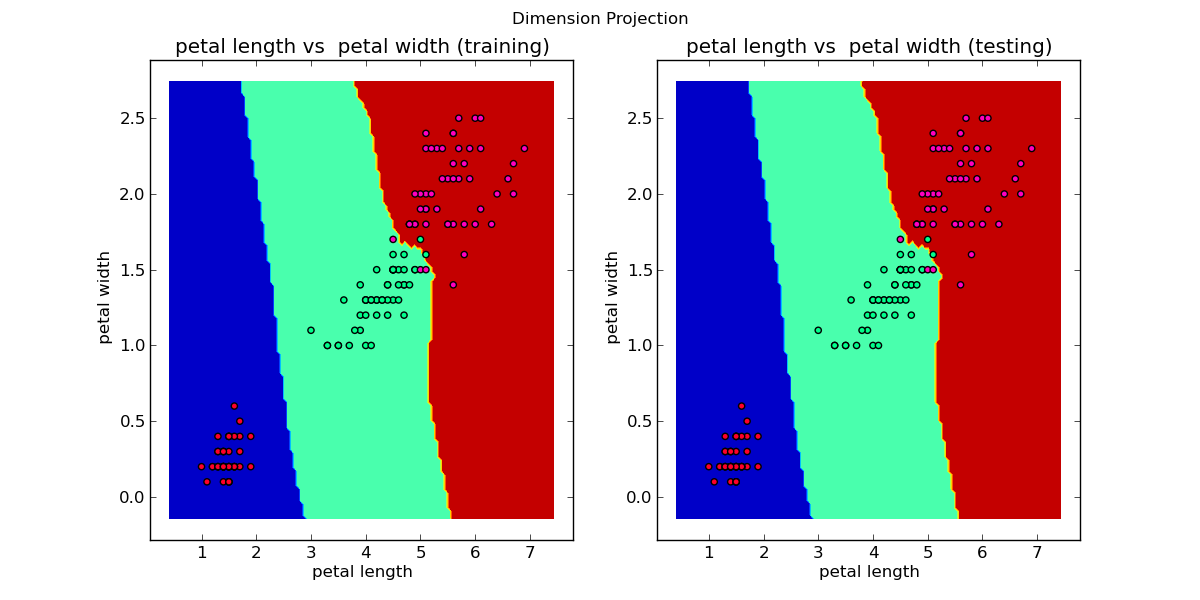 Dimension Projection
petal length vs  petal width (training)
petal width
2.5
2.0
1.5
1.0
0.5
0.0
1 2 3 4 5 6 7
petal length
petal length vs  petal width (testing)
petal width
2.5
2.0
1.5
1.0
0.5
0.0
1 2 3 4 5 6 7
petal length